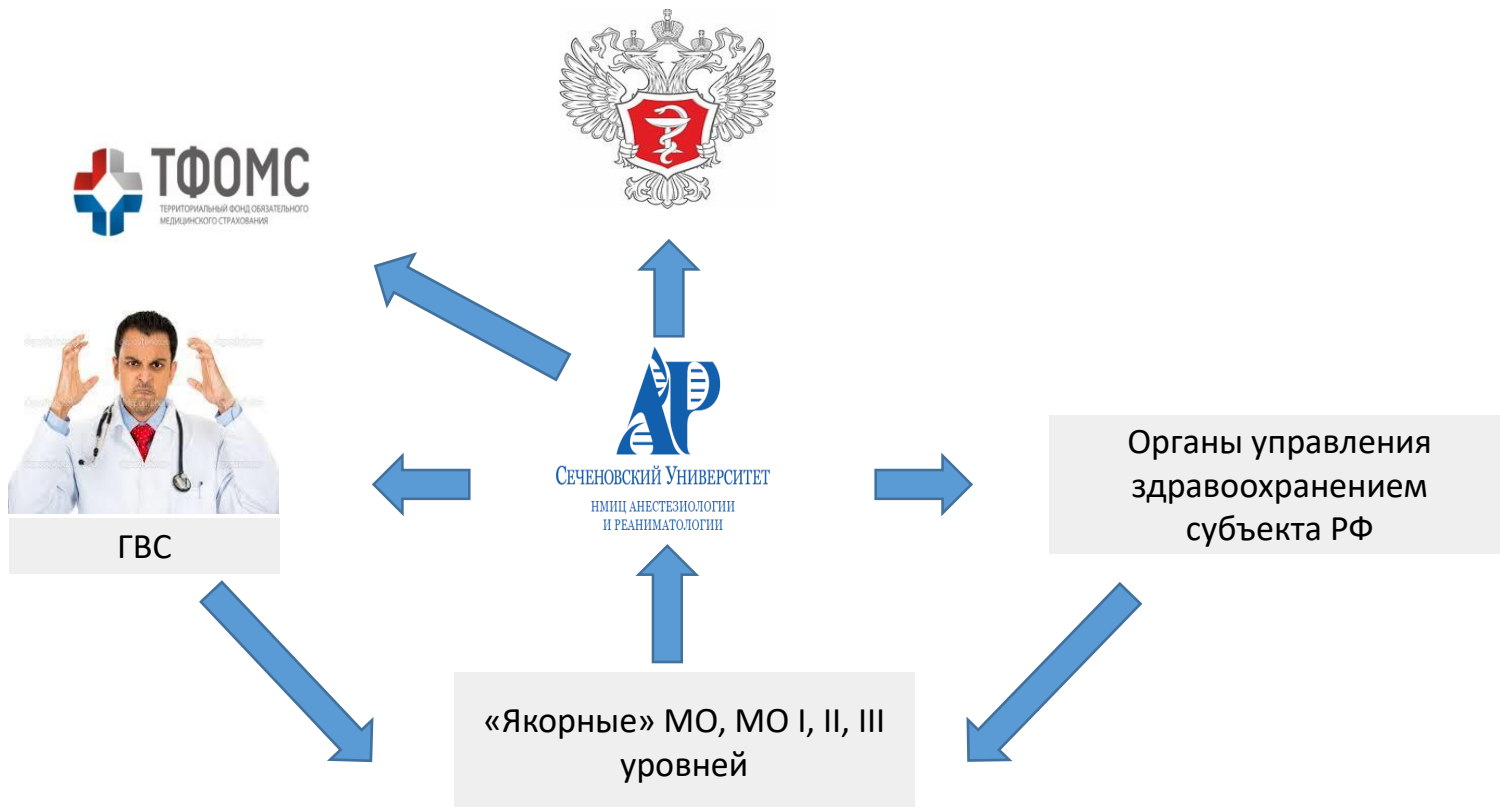 ТФОМС
ТЕРРИТОРИАЛЬНЫЙ ФОНД ОБЯЗАТЕЛЬНОГО
МЕДИЦИНСКОГО СТРАХОВАНИЯ
АР
СЕЧЕНОВСКИЙ УНИВЕРСИТЕТ
НМИЦ АНЕСТЕЗИОЛОГИИ
И РЕАНИМАТОЛОГИИ
ГВС
Органы управления
здравоохранением
субъекта РФ
«Якорные» МО, МО I, II, III
уровней